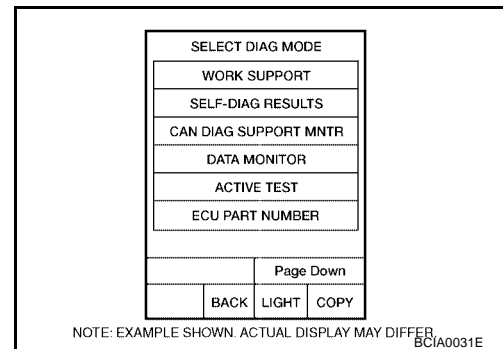 SELECT DIAG MODE
WORK SUPPORT
SELF-DIAG RESULTS
CAN DIAG SUPPORT MNTR
DATA MONITOR
ACTIVE TEST
ECU PART NUMBER
Page Down
BACK LIGHT COPY
NOTE: EXAMPLE SHOWN. ACTUAL DISPLAY MAY DIFFER.
BCIA0031E